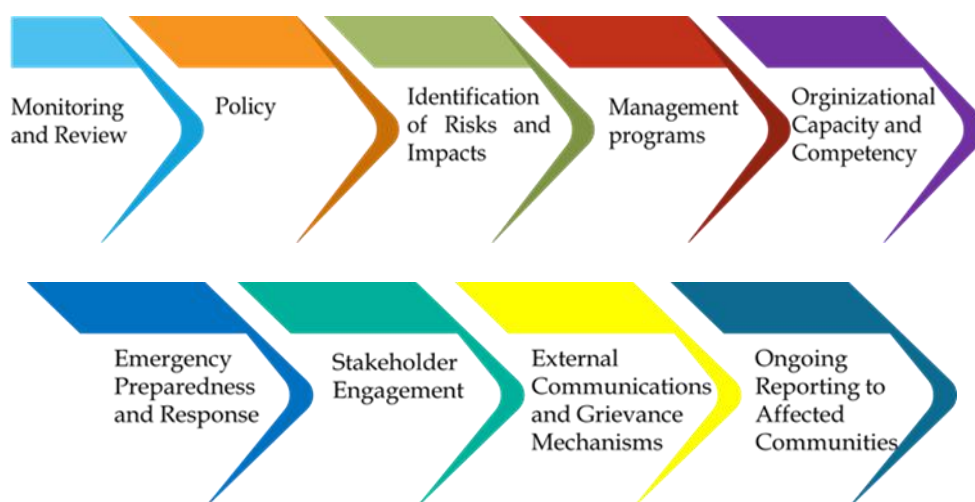 Monitoring
and Review
Policy
Identification
of Risks and
Impacts
Management
programs
Orginizational
Capacity and
Competency
Emergency
Preparedness
and Response
Stakeholder
Engagement
External
Communications
and Grievance
Mechanisms
Ongoing
Reporting to
Affected
Communities